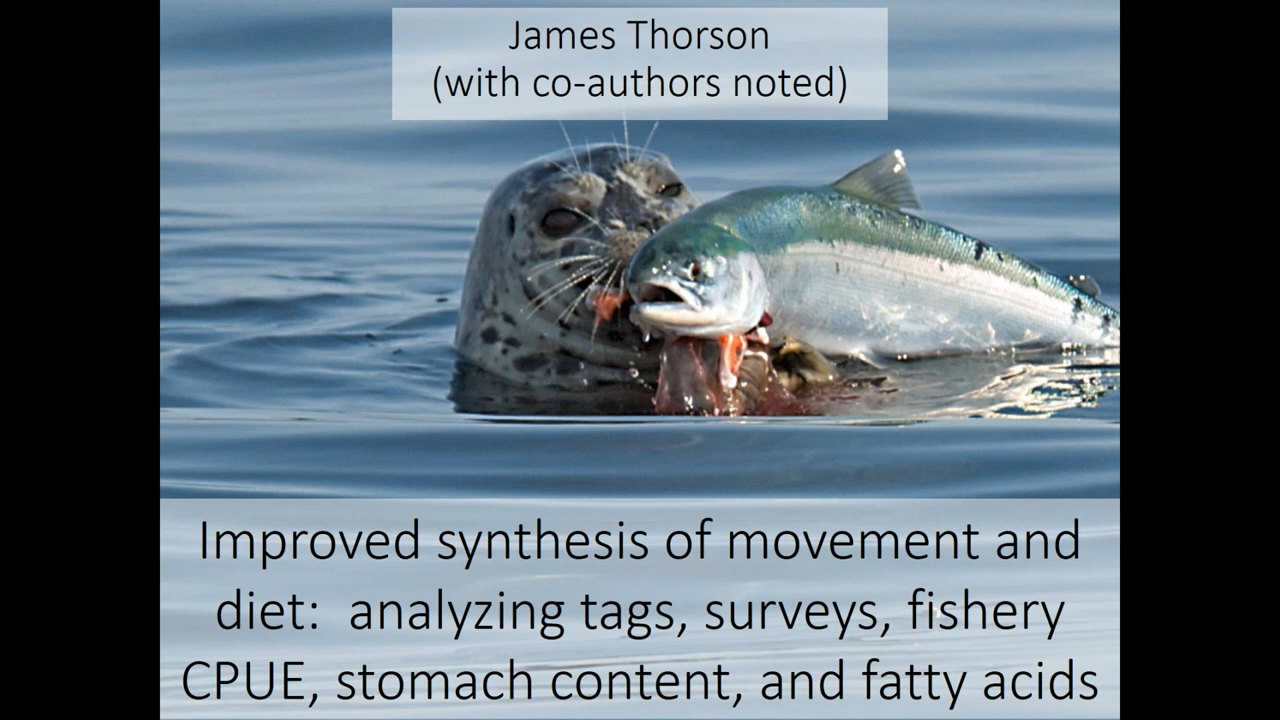 James Thorson
(with co-authors noted)
Improved synthesis of movement and
diet:  analyzing tags, surveys, fishery
CPUE, stomach content, and fatty acids